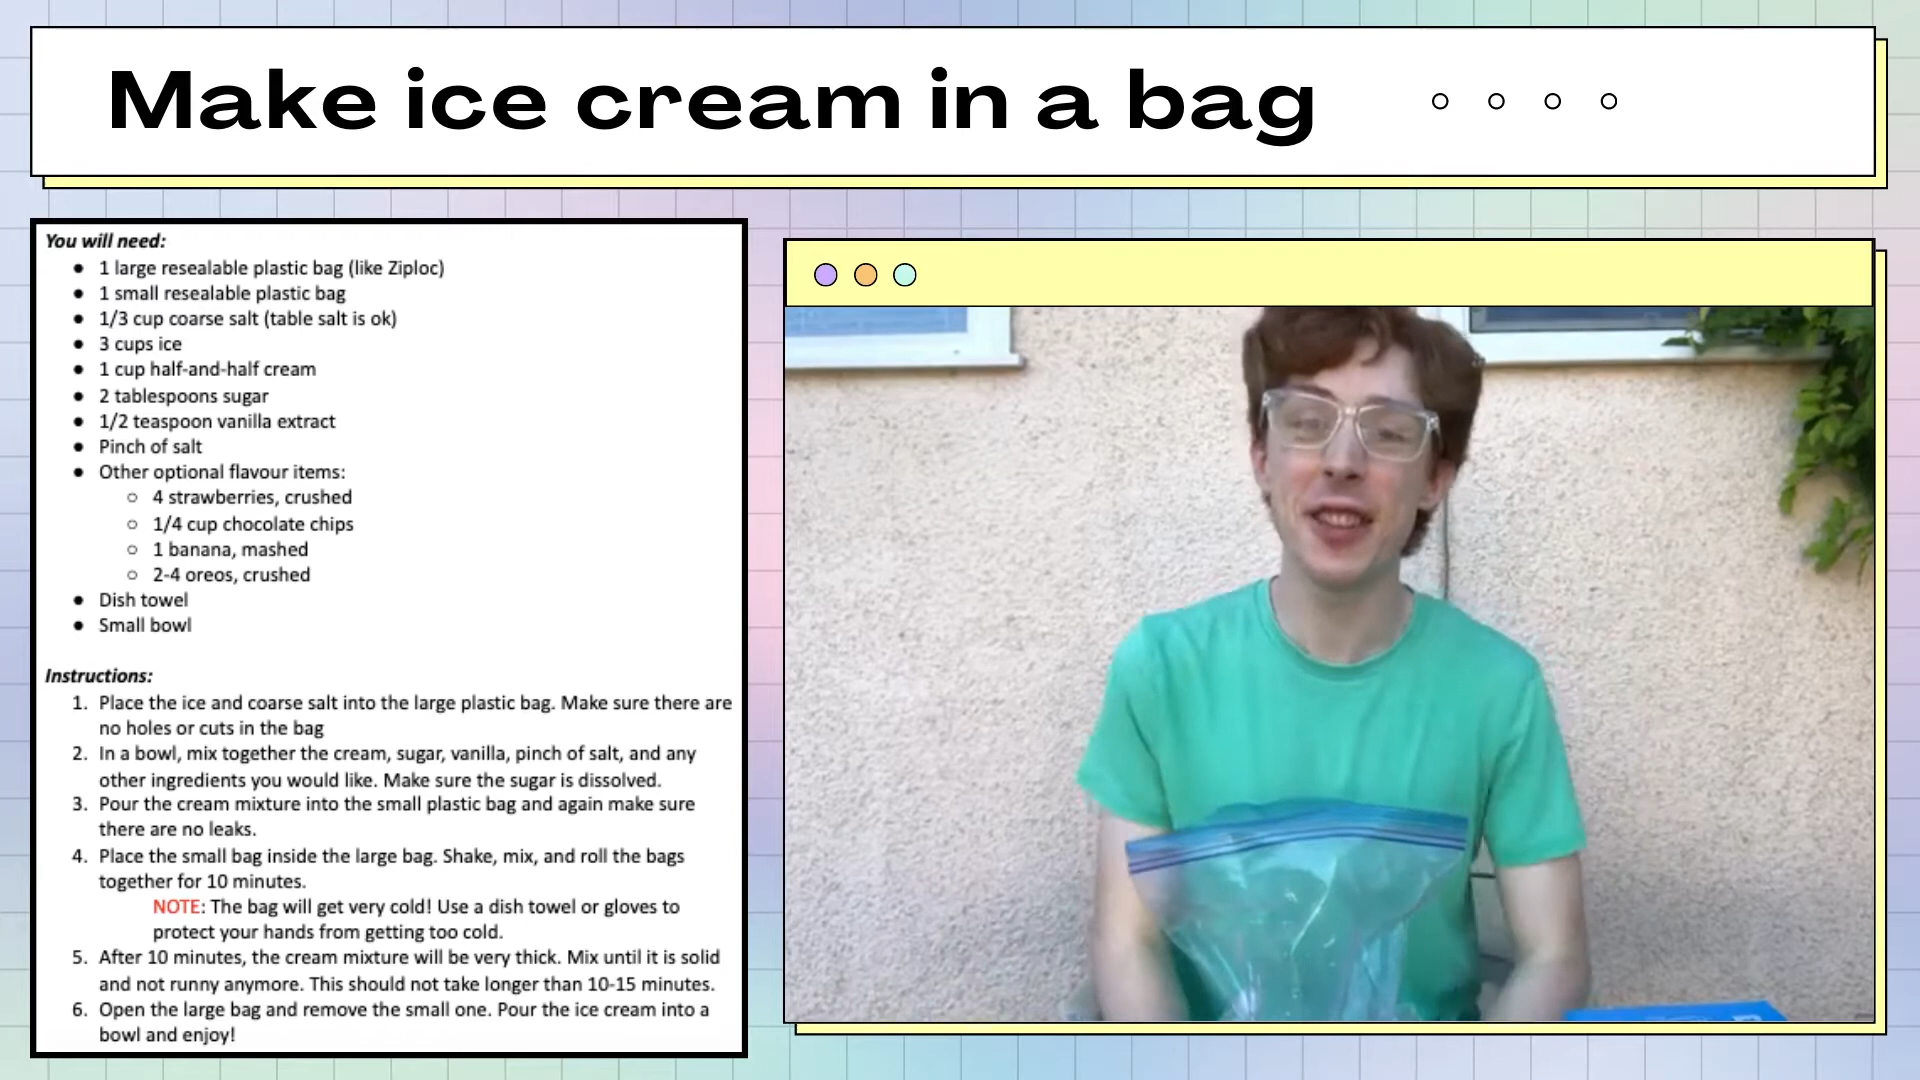 Make ice cream in a bag
You will need:
● 1 large resealable plastic bag (like Ziploc)
● 1 small resealable plastic bag
● 1/3 cup coarse salt (table salt is ok)
● 3 cups ice
● 1 cup half-and-half cream
● 2 tablespoons sugar
● 1/2 teaspoon vanilla extract
● Pinch of salt
● Other optional flavour items:
○ 4 strawberries, crushed
○ 1/4 cup chocolate chips
○ 1 banana, mashed
○ 2-4 oreos, crushed
● Dish towel
● Small bowl
Instructions:
1. Place the ice and coarse salt into the large plastic bag. Make sure there are
no holes or cuts in the bag
2. In a bowl, mix together the cream, sugar, vanilla, pinch of salt, and any
other ingredients you would like. Make sure the sugar is dissolved.
3. Pour the cream mixture into the small plastic bag and again make sure
there are no leaks.
4. Place the small bag inside the large bag. Shake, mix, and roll the bags
together for 10 minutes.
NOTE: The bag will get very cold! Use a dish towel or gloves to
protect your hands from getting too cold.
5. After 10 minutes, the cream mixture will be very thick. Mix until it is solid
and not runny anymore. This should not take longer than 10-15 minutes.
6. Open the large bag and remove the small one. Pour the ice cream into a
bowl and enjoy!